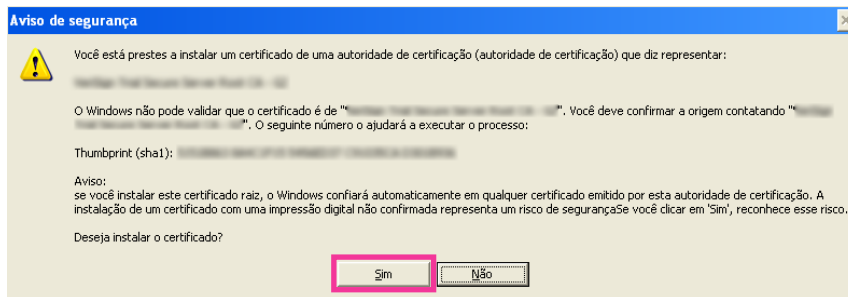 Aviso de segurança
Você está prestes a instalar um certificado de uma autoridade de certificação (autoridade de certificação) que diz representar:
O Windows não pode validar que o certificado é de "". Você deve confirmar a origem contatando "
". O seguinte número o ajudará a executar o processo:
Thumbprint (sha1):
Aviso:
se você instalar este certificado raiz, o Windows confiará automaticamente em qualquer certificado emitido por esta autoridade de certificação. A
instalação de um certificado com uma impressão digital não confirmada representa um risco de segurançaSe você clicar em 'Sim', reconhece esse risco.
Deseja instalar o certificado?
Sim Não